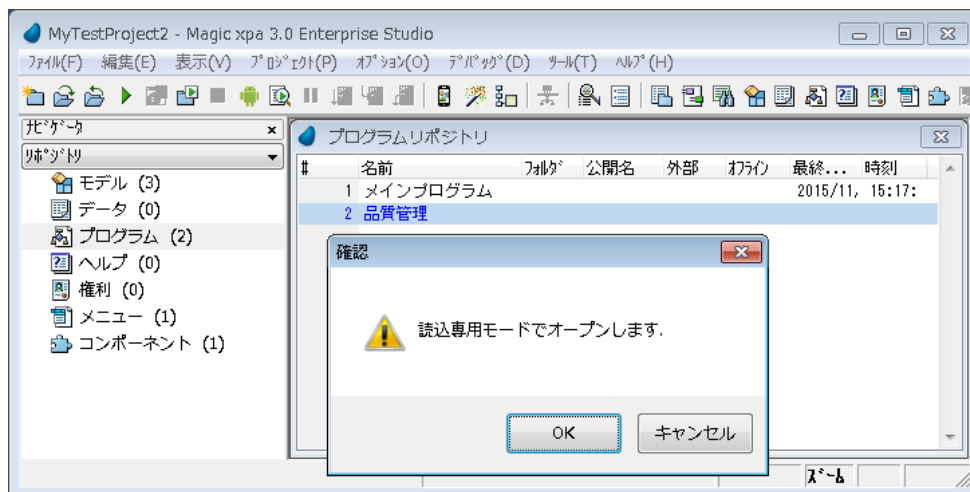 MyTestProject2 - Magic xpa 3.0 Enterprise Studio
ﾌｧｲﾙ(F) 編集(E) 表示(V) ﾌﾟﾛｼﾞｪｸﾄ(P) ｵﾌﾟｼｮﾝ(O) ﾃﾞﾊﾞｯｸﾞ(D) ﾂｰﾙ(T) ﾍﾙﾌﾟ(H)
ﾅﾋﾞｹﾞｰﾀ
ﾘﾎﾟｼﾞﾄﾘ
モデル (3)
データ (0)
プログラム (2)
ヘルプ (0)
権利 (0)
メニュー (1)
コンポーネント (1)
プログラムリポジトリ
# 名前 ﾌｫﾙﾀﾞ 公開名 外部 ｵﾌﾗｲﾝ 最終... 時刻
1 メインプログラム 2015/11, 15:17:
2 品質管理
確認
読込専用モードでオープンします.
OK キャンセル
ｽﾞｰﾑ